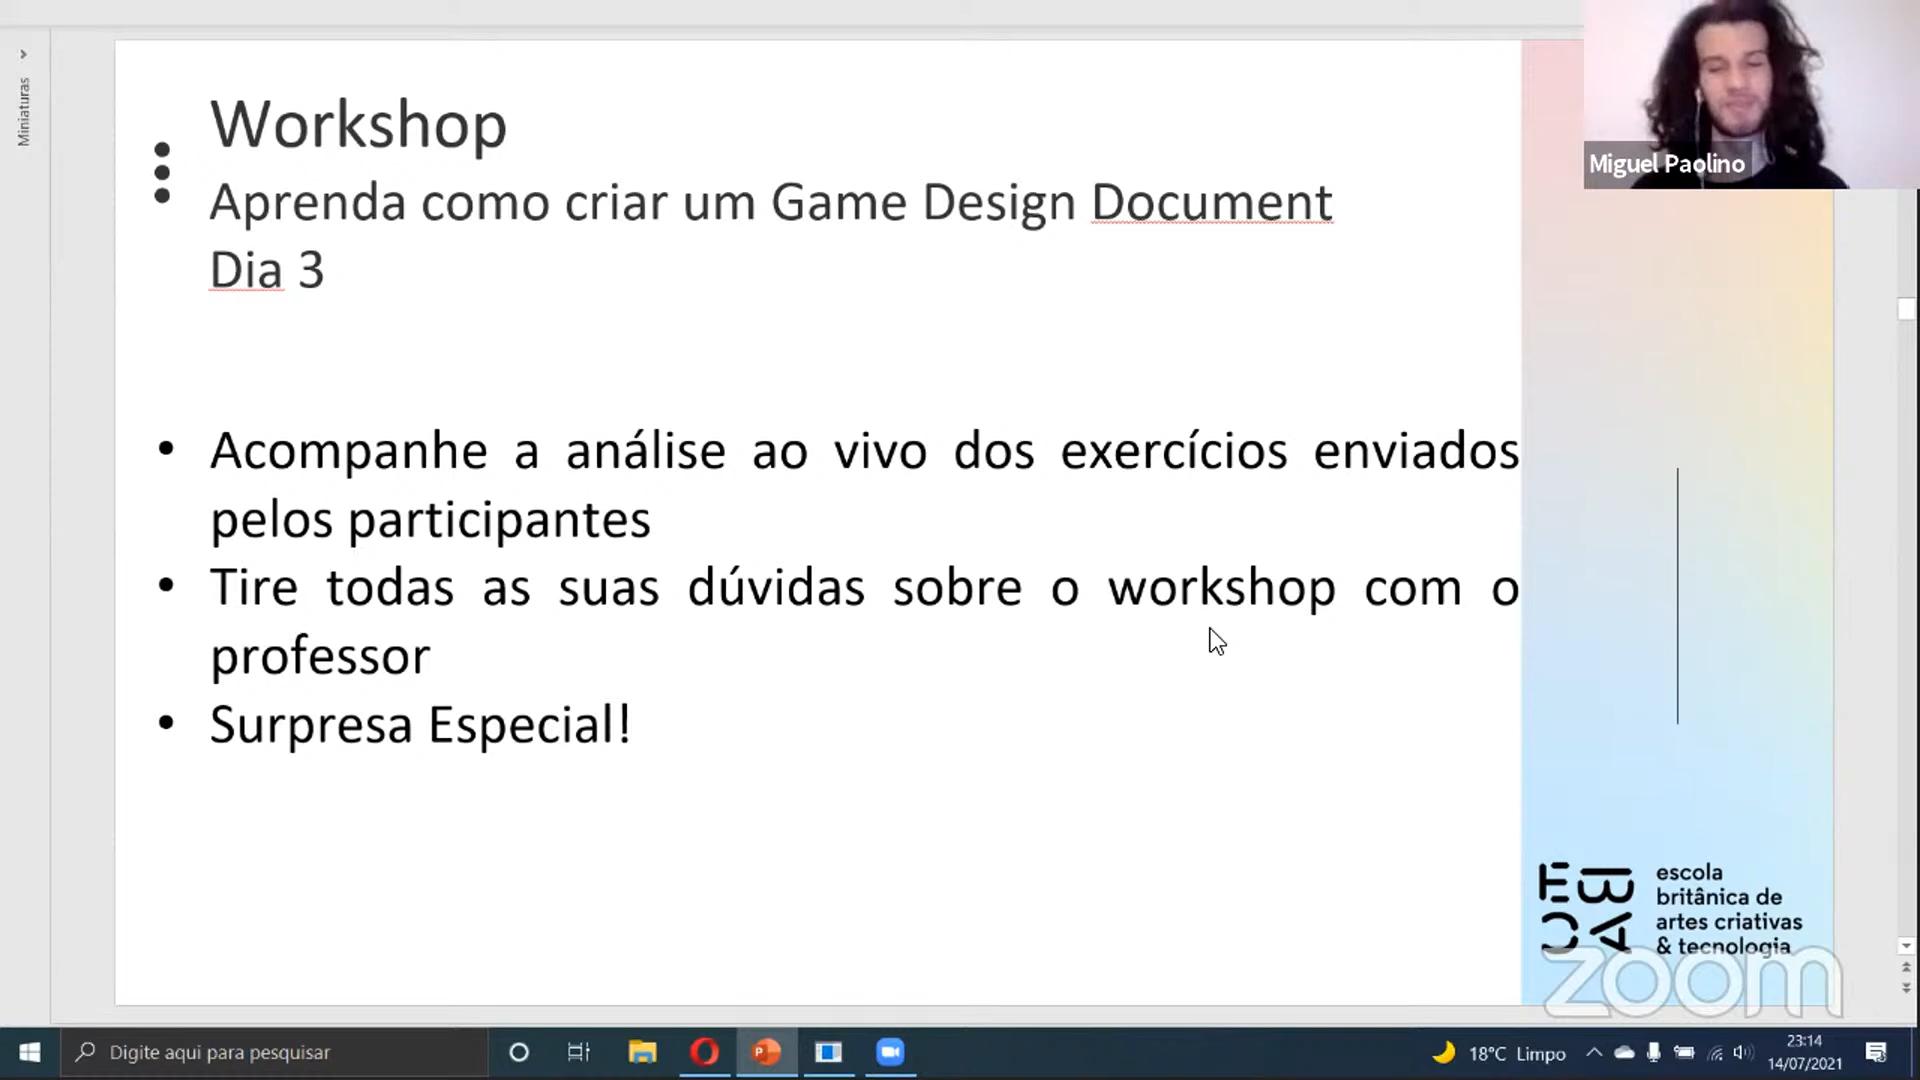 Miniaturas
Workshop
Aprenda como criar um Game Design Document
Dia 3
• Acompanhe a análise ao vivo dos exercícios enviados
pelos participantes
• Tire todas as suas dúvidas sobre o workshop com o
professor
• Surpresa Especial!
Miguel Paolino
EBAC
escola
britânica de
artes criativas
& tecnologia
zoom
Digite aqui para pesquisar
18°C Limpo
23:14
14/07/2021